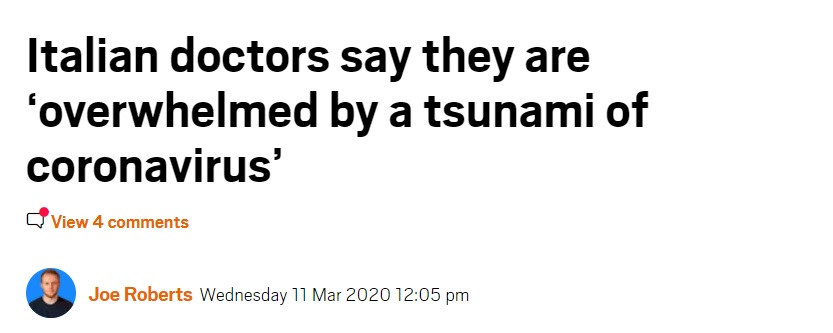 Italian doctors say they are
‘overwhelmed by a tsunami of
coronavirus’
View 4 comments
Joe Roberts Wednesday 11 Mar 2020 12:05 pm